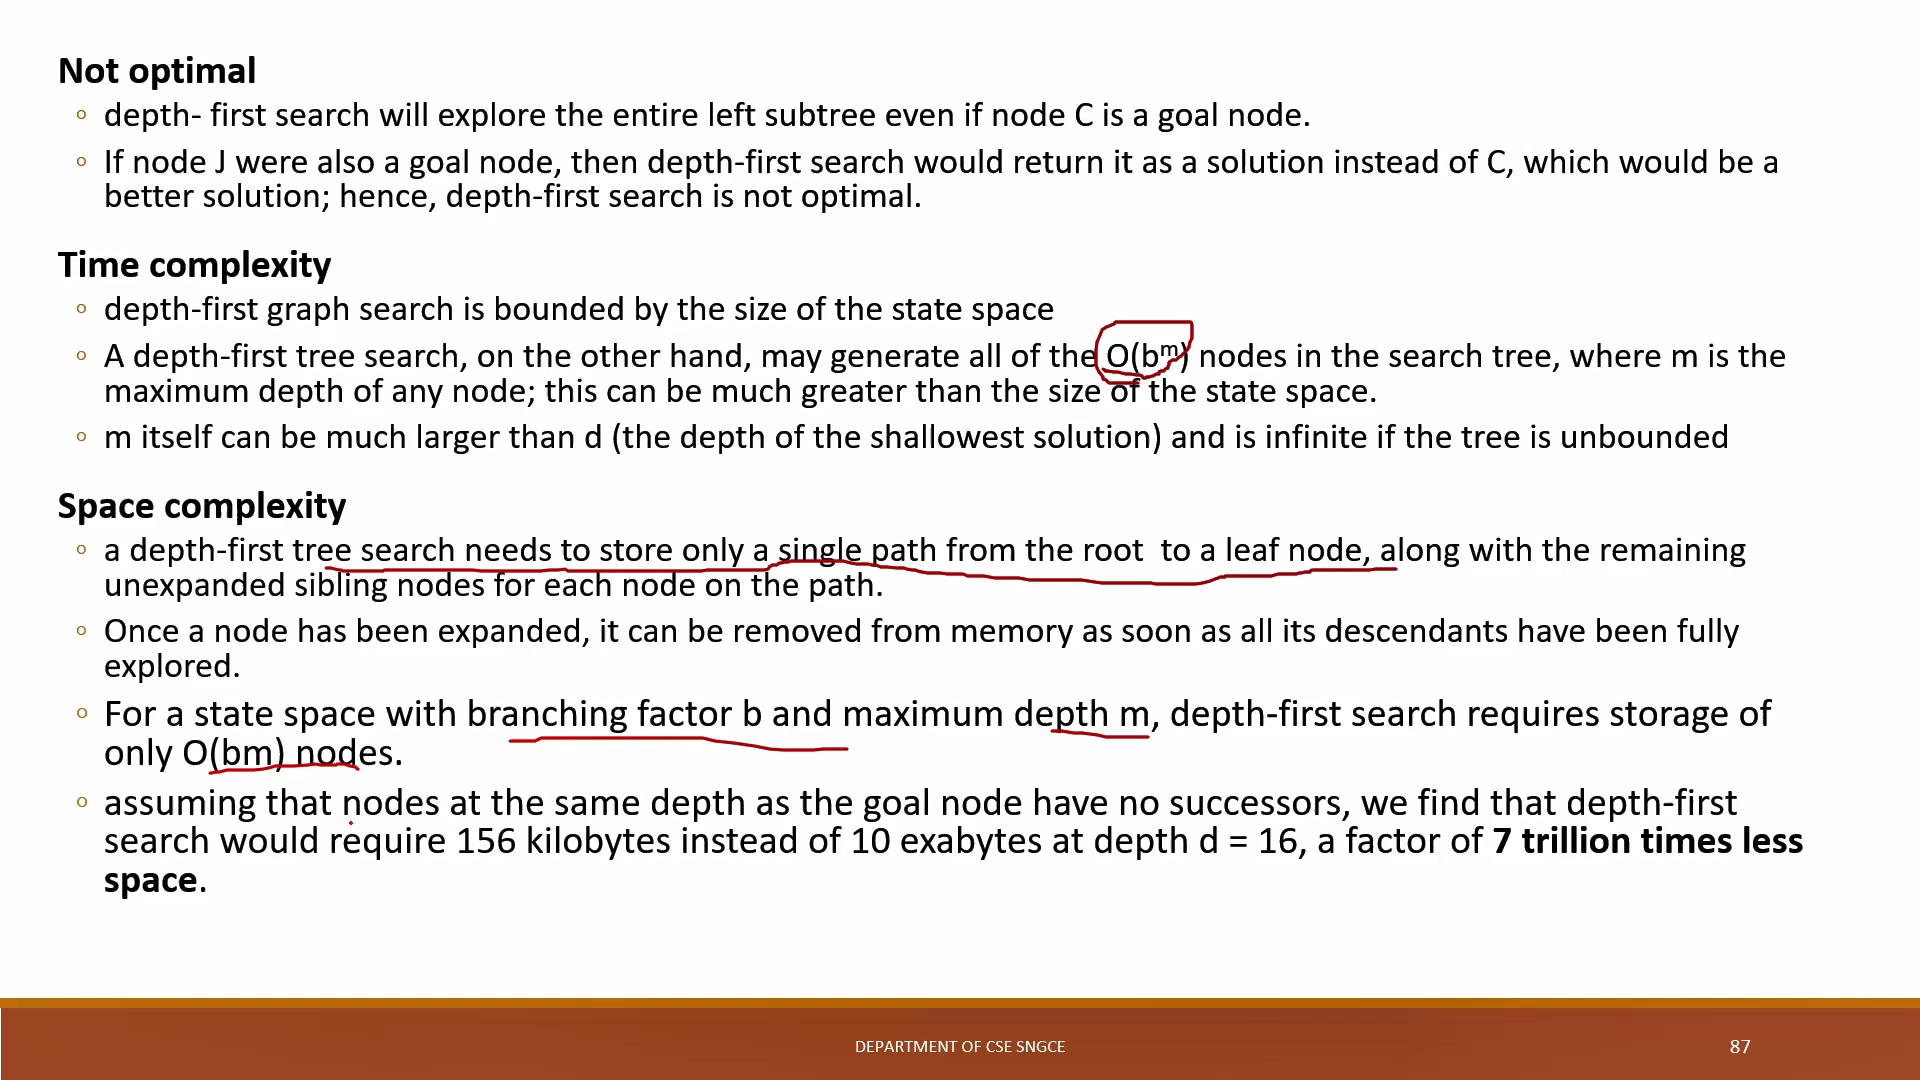 Not optimal
◦ depth- first search will explore the entire left subtree even if node C is a goal node.
◦ If node J were also a goal node, then depth-first search would return it as a solution instead of C, which would be a
better solution; hence, depth-first search is not optimal.
Time complexity
◦ depth-first graph search is bounded by the size of the state space
◦ A depth-first tree search, on the other hand, may generate all of the O(bᵐ) nodes in the search tree, where m is the
maximum depth of any node; this can be much greater than the size of the state space.
◦ m itself can be much larger than d (the depth of the shallowest solution) and is infinite if the tree is unbounded
Space complexity
◦ a depth-first tree search needs to store only a single path from the root to a leaf node, along with the remaining
unexpanded sibling nodes for each node on the path.
◦ Once a node has been expanded, it can be removed from memory as soon as all its descendants have been fully
explored.
◦ For a state space with branching factor b and maximum depth m, depth-first search requires storage of
only O(bm) nodes.
◦ assuming that nodes at the same depth as the goal node have no successors, we find that depth-first
search would require 156 kilobytes instead of 10 exabytes at depth d = 16, a factor of 7 trillion times less
space.
DEPARTMENT OF CSE SNGCE
87